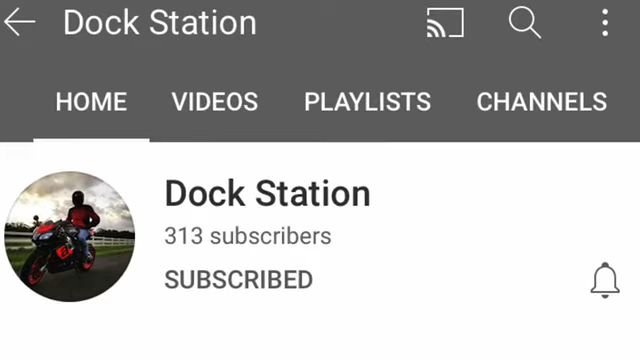 Dock Station
HOME VIDEOS PLAYLISTS CHANNELS
Dock Station
313 subscribers
SUBSCRIBED